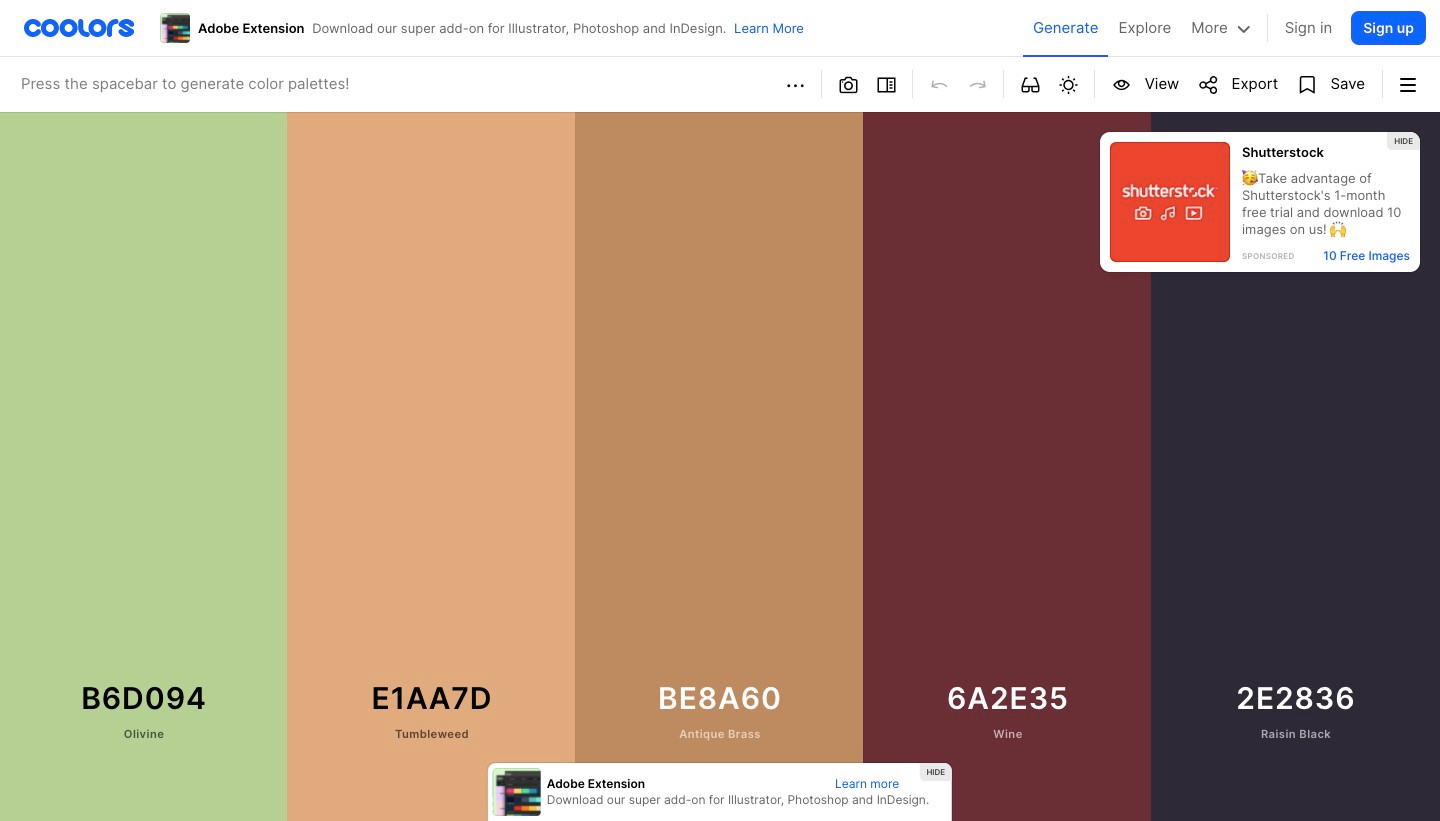 coolors
Adobe Extension Download our super add-on for Illustrator, Photoshop and InDesign. Learn More
Generate Explore More Sign in Sign up
Press the spacebar to generate color palettes!
View Export Save
HIDE
Shutterstock
shutterstock
🥳Take advantage of
Shutterstock's 1-month
free trial and download 10
images on us! 🙌
SPONSORED 10 Free Images
B6D094
Olivine
E1AA7D
Tumbleweed
BE8A60
Antique Brass
6A2E35
Wine
2E2836
Raisin Black
HIDE
Adobe Extension Learn more
Download our super add-on for Illustrator, Photoshop and InDesign.